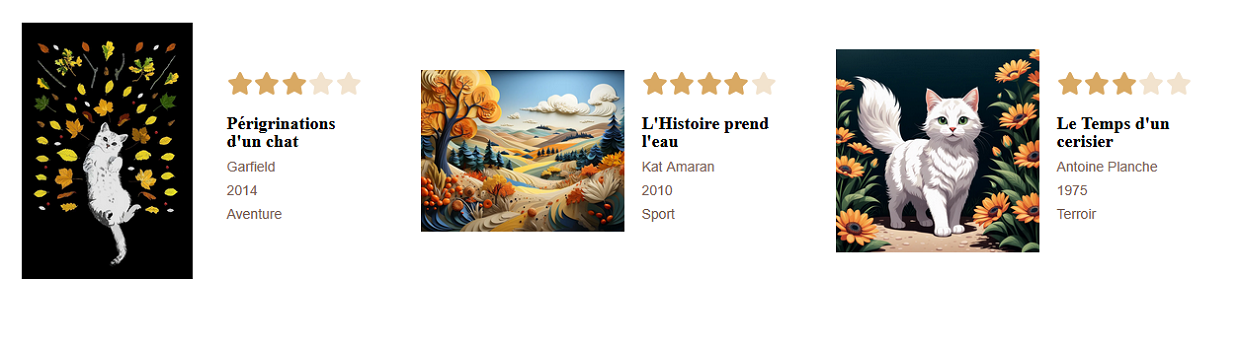 Périgrinations
d'un chat
Garfield
2014
Aventure
L'Histoire prend
l'eau
Kat Amaran
2010
Sport
Le Temps d'un
cerisier
Antoine Planche
1975
Terroir